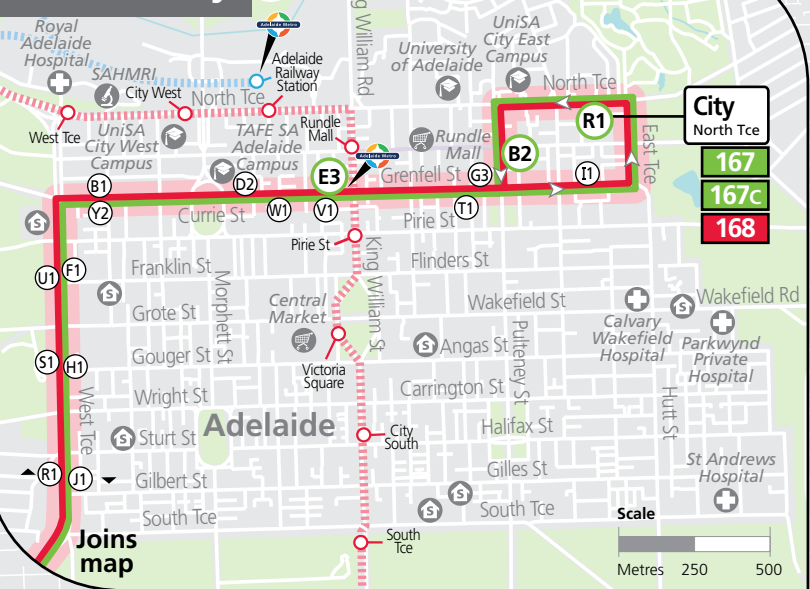 Royal
Adelaide
Hospital
SAHMRI
City West
North Tce
West Tce
UniSA
City West
Campus
TAFE SA
Adelaide
Campus
Adelaide Metro
Adelaide
Railway
Station
Rundle
Mall
King William Rd
University
of Adelaide
UniSA
City East
Campus
North Tce
R1
City
North Tce
167
167C
168
East Tce
Rundle
Mall
B2
Adelaide Metro
E3
Grenfell St
G3
I1
B1
D2
Y2
Currie St
W1
V1
T1
Pirie St
Pirie St
King William St
U1
F1
Franklin St
Morphett St
Flinders St
Grote St
Central
Market
Wakefield St
Wakefield Rd
Calvary
Wakefield
Hospital
Parkwynd
Private
Hospital
S1
H1
Gouger St
Victoria
Square
Angas St
Pulteney St
West Tce
Wright St
Carrington St
Hutt St
Sturt St
Adelaide
City
South
Halifax St
R1
J1
Gilbert St
Gilles St
St Andrews
Hospital
South Tce
South Tce
Joins
map
South
Tce
Scale
Metres 250 500